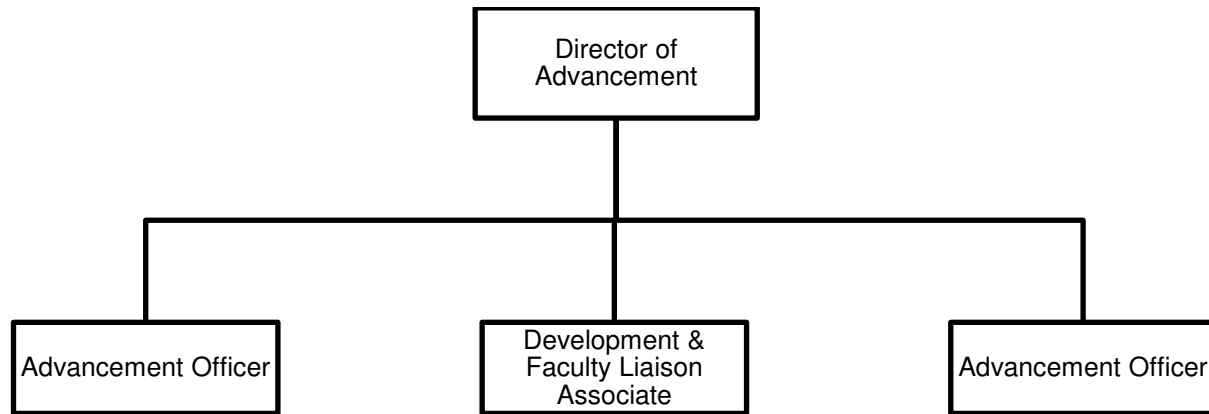 Director of
Advancement
Advancement Officer
Development &
Faculty Liaison
Associate
Advancement Officer